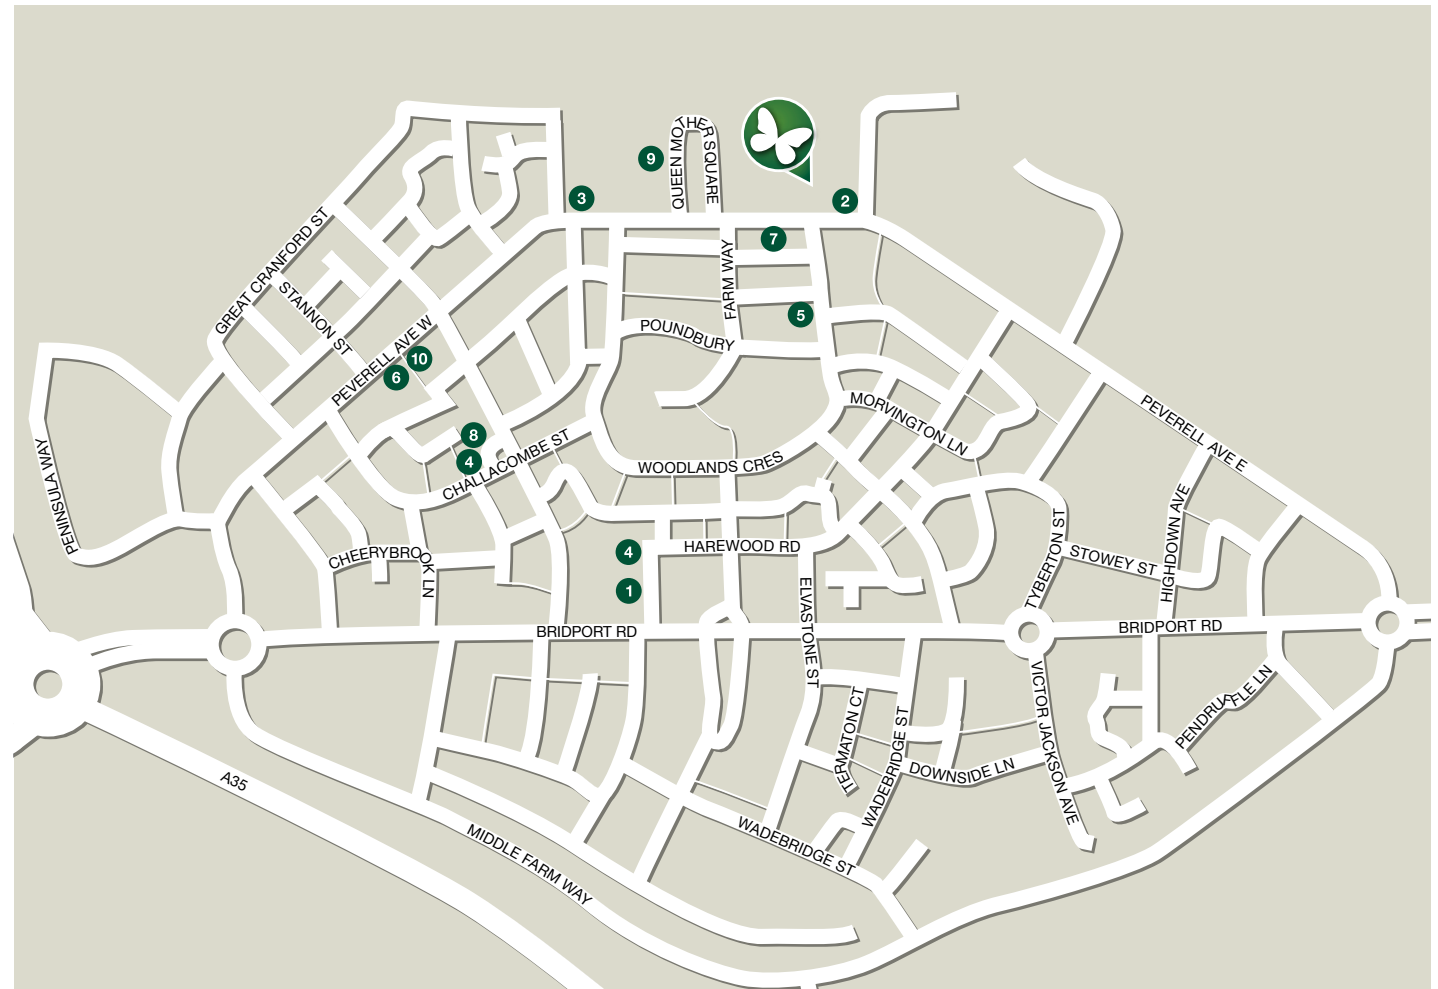 QUEEN MOTHER SQUARE
9
3
2
7
GREAT CRANFORD ST
FARM WAY
STANNON ST
5
PEVERELL AVE W
POUNDBURY
10
6
MORVINGTON LN
PEVERELL AVE E
8
4
CHALLACOMBE ST
WOODLANDS CRES
PENINSULA WAY
HIGHDOWN AVE
TYBERTON ST
CHEERYBROOK LN
4
HAREWOOD RD
STOWEY ST
1
ELVASTONE ST
BRIDPORT RD
BRIDPORT RD
VICTOR JACKSON AVE
PENDRUFFLE LN
TERMATON CT
WADEBRIDGE ST
DOWNSIDE LN
A35
MIDDLE FARM WAY
WADEBRIDGE ST